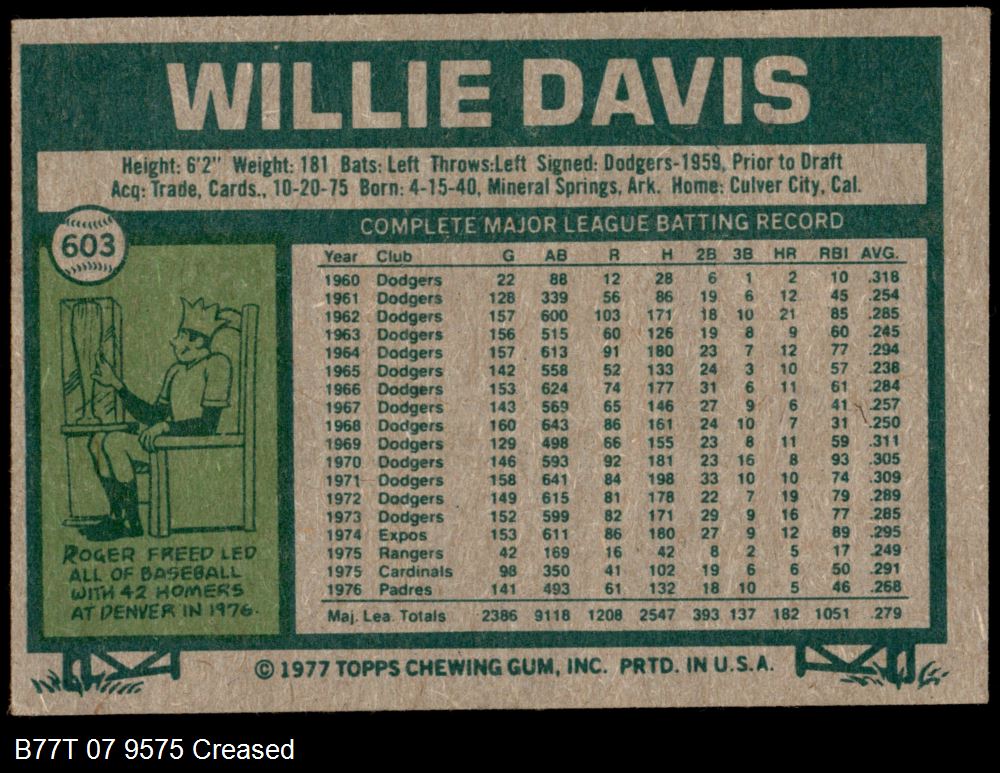 WILLIE DAVIS
Height: 6'2" Weight: 181 Bats: Left Throws:Left Signed: Dodgers-1959, Prior to Draft
Acq: Trade, Cards., 10-20-75 Born: 4-15-40, Mineral Springs, Ark. Home: Culver City, Cal.
603
COMPLETE MAJOR LEAGUE BATTING RECORD
Year Club G AB R H 2B 3B HR RBI AVG.
1960 Dodgers 22 88 12 28 6 1 2 10 .318
1961 Dodgers 128 339 56 86 19 6 12 45 .254
1962 Dodgers 157 600 103 171 18 10 21 85 .285
1963 Dodgers 156 515 60 126 19 8 9 60 .245
1964 Dodgers 157 613 91 180 23 7 12 77 .294
1965 Dodgers 142 558 52 133 24 3 10 57 .238
1966 Dodgers 153 624 74 177 31 6 11 61 .284
1967 Dodgers 143 569 65 146 27 9 6 41 .257
1968 Dodgers 160 643 86 161 24 10 7 31 .250
1969 Dodgers 129 498 66 155 23 8 11 59 .311
1970 Dodgers 146 593 92 181 23 16 8 93 .305
1971 Dodgers 158 641 84 198 33 10 10 74 .309
1972 Dodgers 149 615 81 178 22 7 19 79 .289
1973 Dodgers 152 599 82 171 29 9 16 77 .285
1974 Expos 153 611 86 180 27 9 12 89 .295
1975 Rangers 42 169 16 42 8 2 5 17 .249
1975 Cardinals 98 350 41 102 19 6 6 50 .291
1976 Padres 141 493 61 132 18 10 5 46 .268
Maj. Lea. Totals 2386 9118 1208 2547 393 137 182 1051 .279
ROGER FREED LED
ALL OF BASEBALL
WITH 42 HOMERS
AT DENVER IN 1976.
© 1977 TOPPS CHEWING GUM, INC. PRTD. IN U.S.A.
B77T 07 9575 Creased